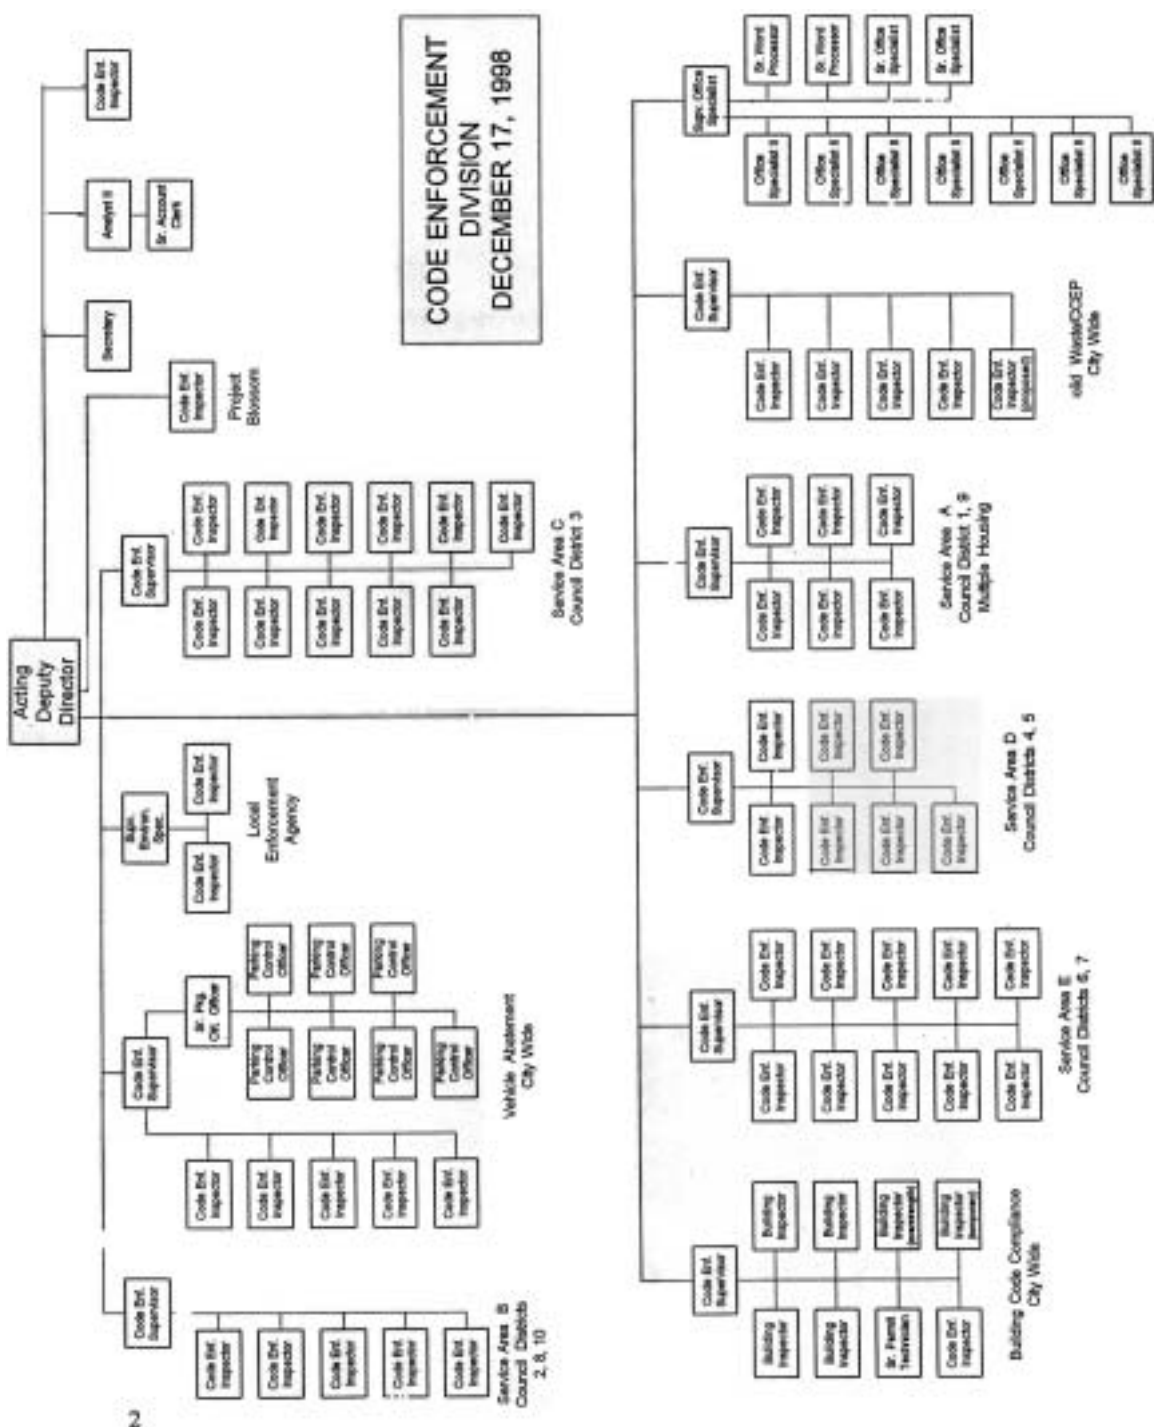 Acting
Deputy
Director
Code Enf.
Inspector
Analyst II
Sr. Account
Clerk
Secretary
CODE ENFORCEMENT
DIVISION
DECEMBER 17, 1998
Code Enf.
Inspector
Project
Blossom
Code Enf.
Supervisor
Code Enf.
Inspector
Code Enf.
Inspector
Code Enf.
Inspector
Code Enf.
Inspector
Code Enf.
Inspector
Code Enf.
Inspector
Code Enf.
Inspector
Code Enf.
Inspector
Code Enf.
Inspector
Code Enf.
Inspector
Code Enf.
Inspector
Service Area C
Council District 3
Environ.
Spec.
Code Enf.
Inspector
Code Enf.
Inspector
Local
Enforcement
Agency
Code Enf.
Supervisor
Sr. Pkg.
Officer
Parking
Control
Officer
Parking
Control
Officer
Parking
Control
Officer
Parking
Control
Officer
Parking
Control
Officer
Parking
Control
Officer
Parking
Control
Officer
Code Enf.
Inspector
Code Enf.
Inspector
Code Enf.
Inspector
Code Enf.
Inspector
Code Enf.
Inspector
Vehicle Abatement
City Wide
Code Enf.
Supervisor
Code Enf.
Inspector
Code Enf.
Inspector
Code Enf.
Inspector
Code Enf.
Inspector
Code Enf.
Inspector
Service Area B
Council Districts
2, 8, 10
Supv. Office
Specialist
Sr. Word
Processor
Sr. Word
Processor
Sr. Office
Specialist
Sr. Office
Specialist
Office
Specialist II
Office
Specialist II
Office
Specialist II
Office
Specialist II
Office
Specialist II
Office
Specialist II
Office
Specialist II
Code Enf.
Supervisor
Code Enf.
Inspector
Code Enf.
Inspector
Code Enf.
Inspector
Code Enf.
Inspector
Code Enf.
Inspector
(proposed)
olid Waste/CCEP
City Wide
Code Enf.
Supervisor
Code Enf.
Inspector
Code Enf.
Inspector
Code Enf.
Inspector
Code Enf.
Inspector
Code Enf.
Inspector
Code Enf.
Inspector
Service Area A
Council District 1, 9
Multiple Housing
Code Enf.
Supervisor
Code Enf.
Inspector
Code Enf.
Inspector
Code Enf.
Inspector
Code Enf.
Inspector
Code Enf.
Inspector
Code Enf.
Inspector
Code Enf.
Inspector
Service Area D
Council Districts 4, 5
Code Enf.
Supervisor
Code Enf.
Inspector
Code Enf.
Inspector
Code Enf.
Inspector
Code Enf.
Inspector
Code Enf.
Inspector
Code Enf.
Inspector
Code Enf.
Inspector
Code Enf.
Inspector
Code Enf.
Inspector
Code Enf.
Inspector
Service Area E
Council Districts 6, 7
Code Enf.
Supervisor
Building
Inspector
Building
Inspector
Building
Inspector
Building
Inspector
(proposed)
Building
Inspector
Building
Inspector
Sr. Permit
Technician
Code Enf.
Inspector
Building Code Compliance
City Wide
2